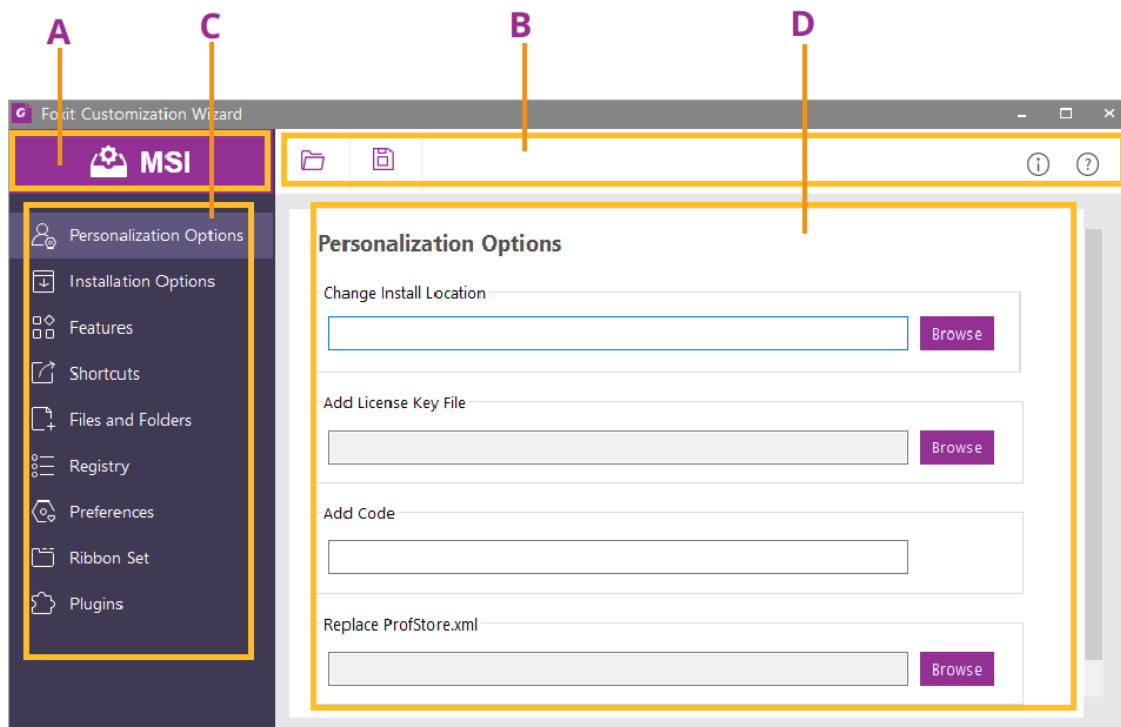 A
C
B
D
Foxit Customization Wizard
MSI
Personalization Options
Installation Options
Features
Shortcuts
Files and Folders
Registry
Preferences
Ribbon Set
Plugins
Personalization Options
Change Install Location
Browse
Add License Key File
Browse
Add Code
Replace ProfStore.xml
Browse